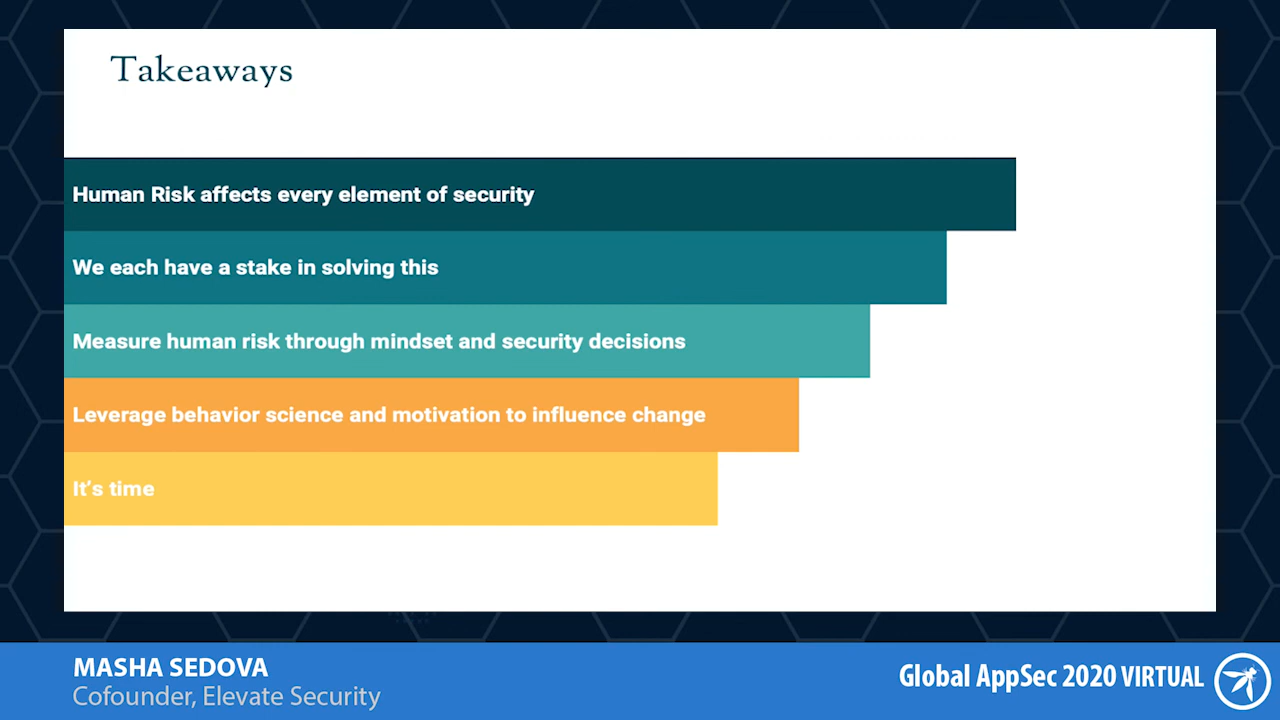 Takeaways
Human Risk affects every element of security
We each have a stake in solving this
Measure human risk through mindset and security decisions
Leverage behavior science and motivation to influence change
It’s time
MASHA SEDOVA
Cofounder, Elevate Security
Global AppSec 2020 VIRTUAL